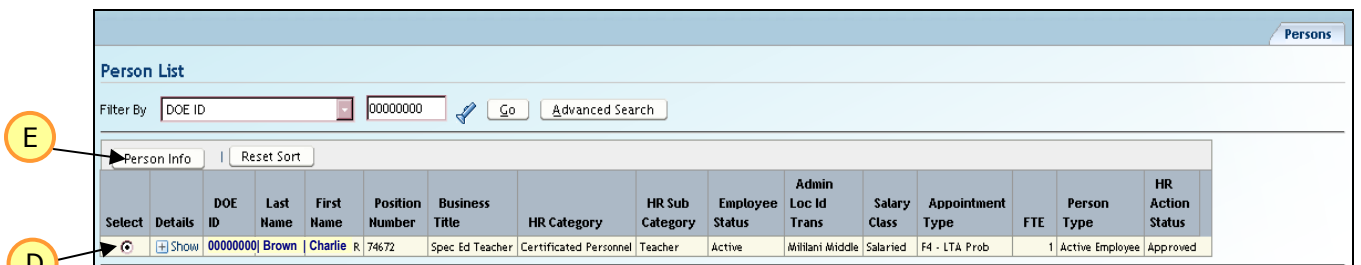 Persons
Person List
Filter By DOE ID 00000000 Go Advanced Search
E
Person Info | Reset Sort
Select Details DOE ID Last Name First Name Position Number Business Title HR Category HR Sub Category Employee Status Admin Loc Id Trans Salary Class Appointment Type FTE Person Type HR Action Status
Show 00000000| Brown | Charlie R 74672 Spec Ed Teacher Certificated Personnel Teacher Active Mililani Middle Salaried F4 - LTA Prob 1 Active Employee Approved
D